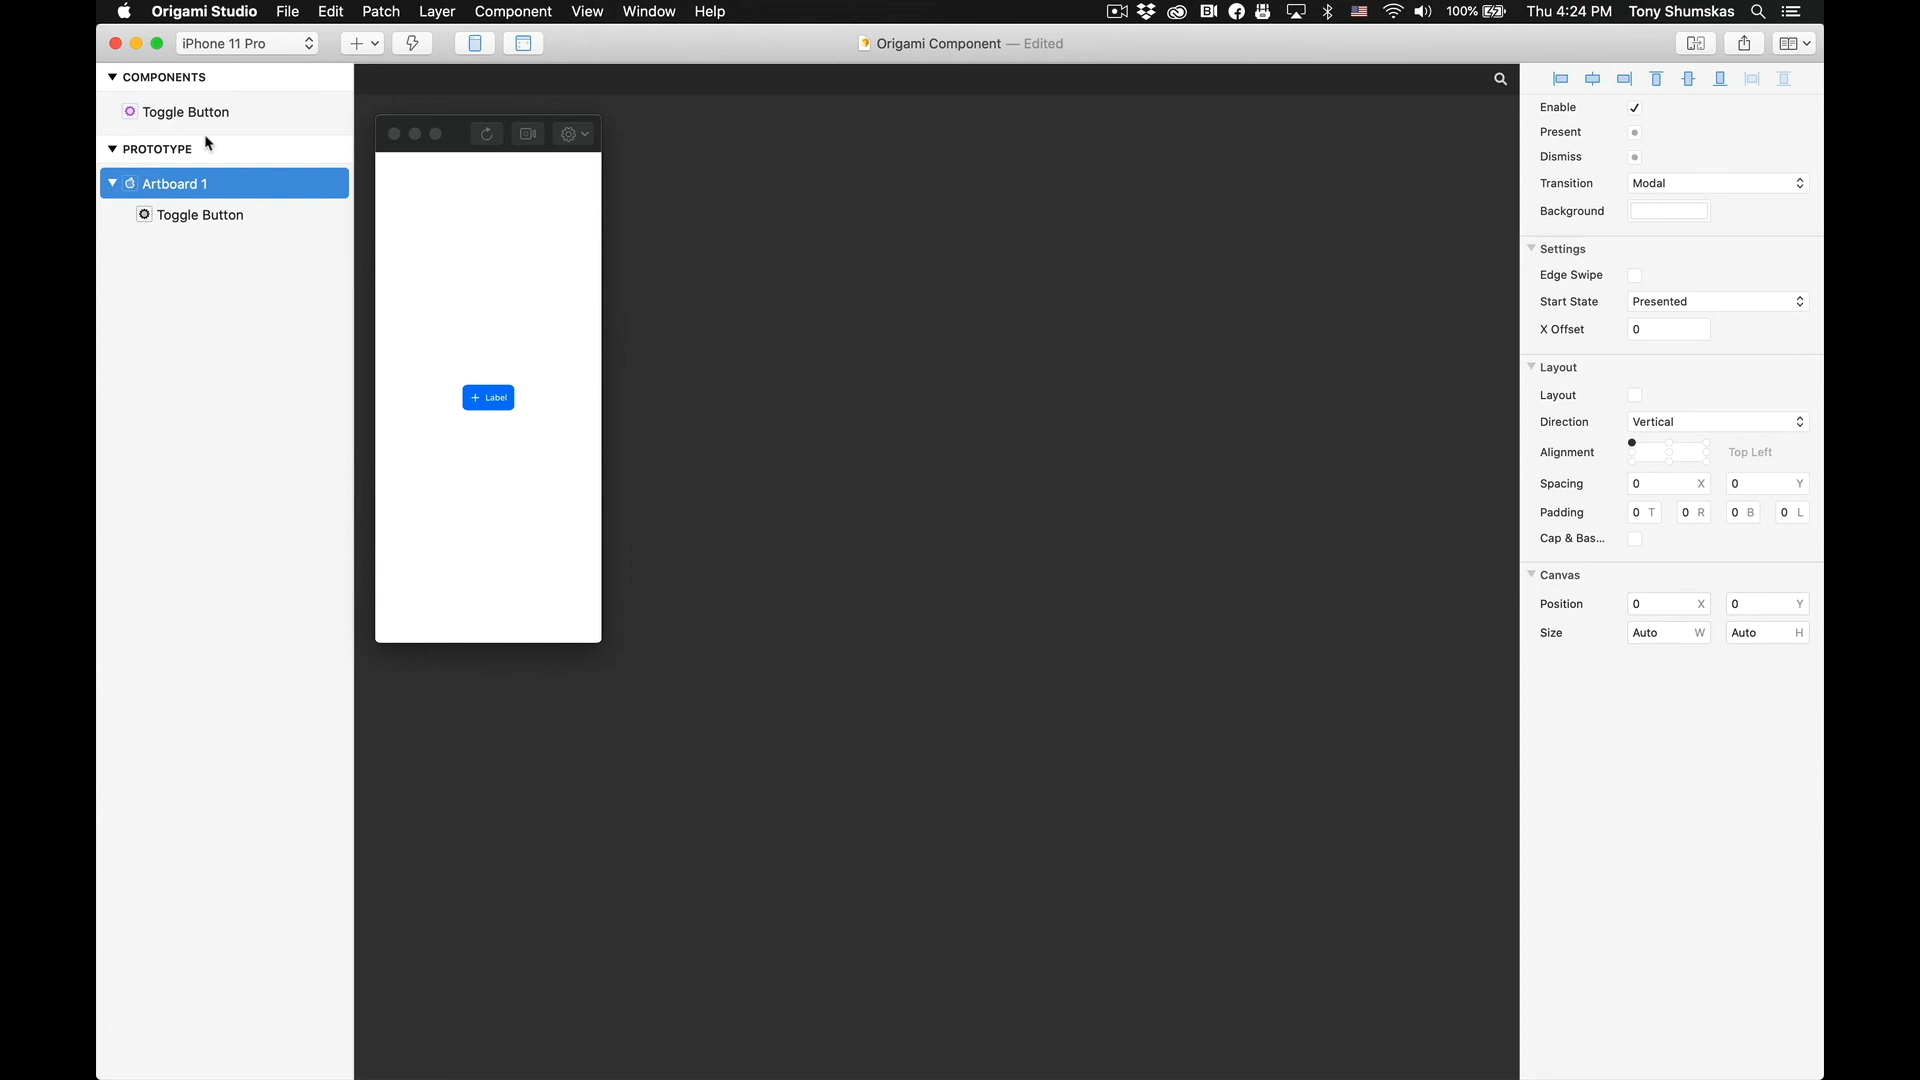 Origami Studio File Edit Patch Layer Component View Window Help 100% Thu 4:24 PM Tony Shumskas
iPhone 11 Pro Origami Component — Edited
COMPONENTS
Toggle Button
PROTOTYPE
Artboard 1
Toggle Button
+ Label
Enable
Present
Dismiss
Transition Modal
Background
Settings
Edge Swipe
Start State Presented
X Offset 0
Layout
Layout
Direction Vertical
Alignment Top Left
Spacing 0 X 0 Y
Padding 0 T 0 R 0 B 0 L
Cap & Bas...
Canvas
Position 0 X 0 Y
Size Auto W Auto H